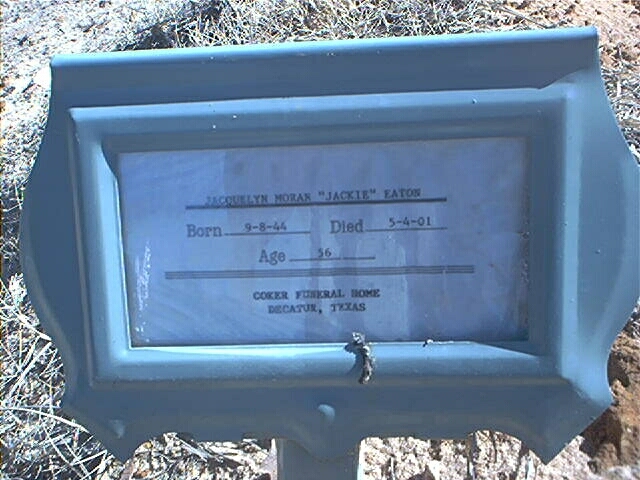 JACQUELYN MORAN "JACKIE" EATON
Born 9-8-44 Died 5-4-01
Age 56
COKER FUNERAL HOME
DECATUR, TEXAS